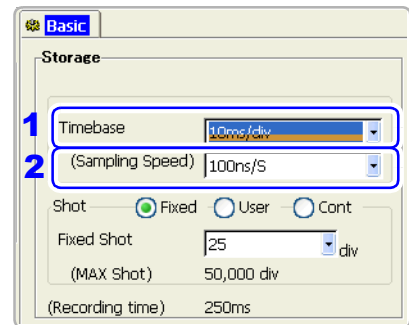 Basic
Storage
1 Timebase 10ms/div
2 (Sampling Speed) 100ns/S
Shot Fixed User Cont
Fixed Shot 25 div
(MAX Shot) 50,000 div
(Recording time) 250ms